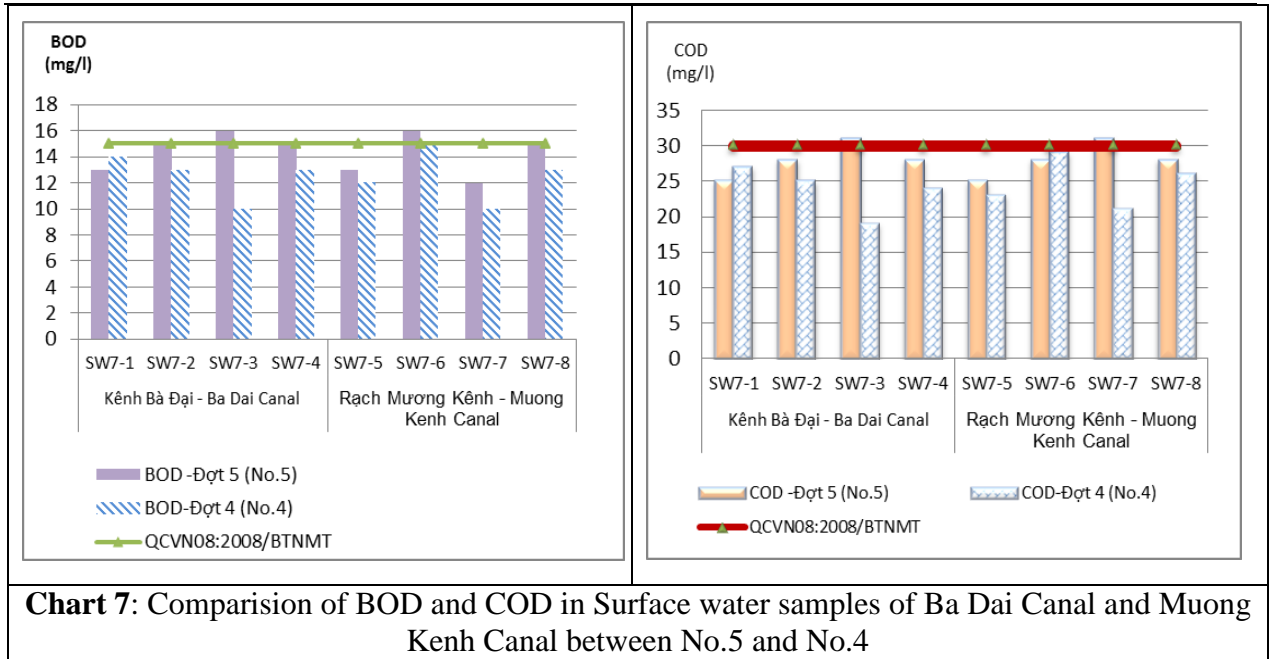 BOD
(mg/l)
18
16
14
12
10
8
6
4
2
0
SW7-1 SW7-2 SW7-3 SW7-4 SW7-5 SW7-6 SW7-7 SW7-8
Kênh Bà Đại - Ba Dai Canal
Rạch Mương Kênh - Muong
Kenh Canal
BOD -Đợt 5 (No.5)
BOD-Đợt 4 (No.4)
QCVN08:2008/BTNMT
COD
(mg/l)
35
30
25
20
15
10
5
0
SW7-1 SW7-2 SW7-3 SW7-4 SW7-5 SW7-6 SW7-7 SW7-8
Kênh Bà Đại - Ba Dai Canal
Rạch Mương Kênh - Muong
Kenh Canal
COD -Đợt 5 (No.5) COD-Đợt 4 (No.4)
QCVN08:2008/BTNMT
Chart 7: Comparision of BOD and COD in Surface water samples of Ba Dai Canal and Muong
Kenh Canal between No.5 and No.4